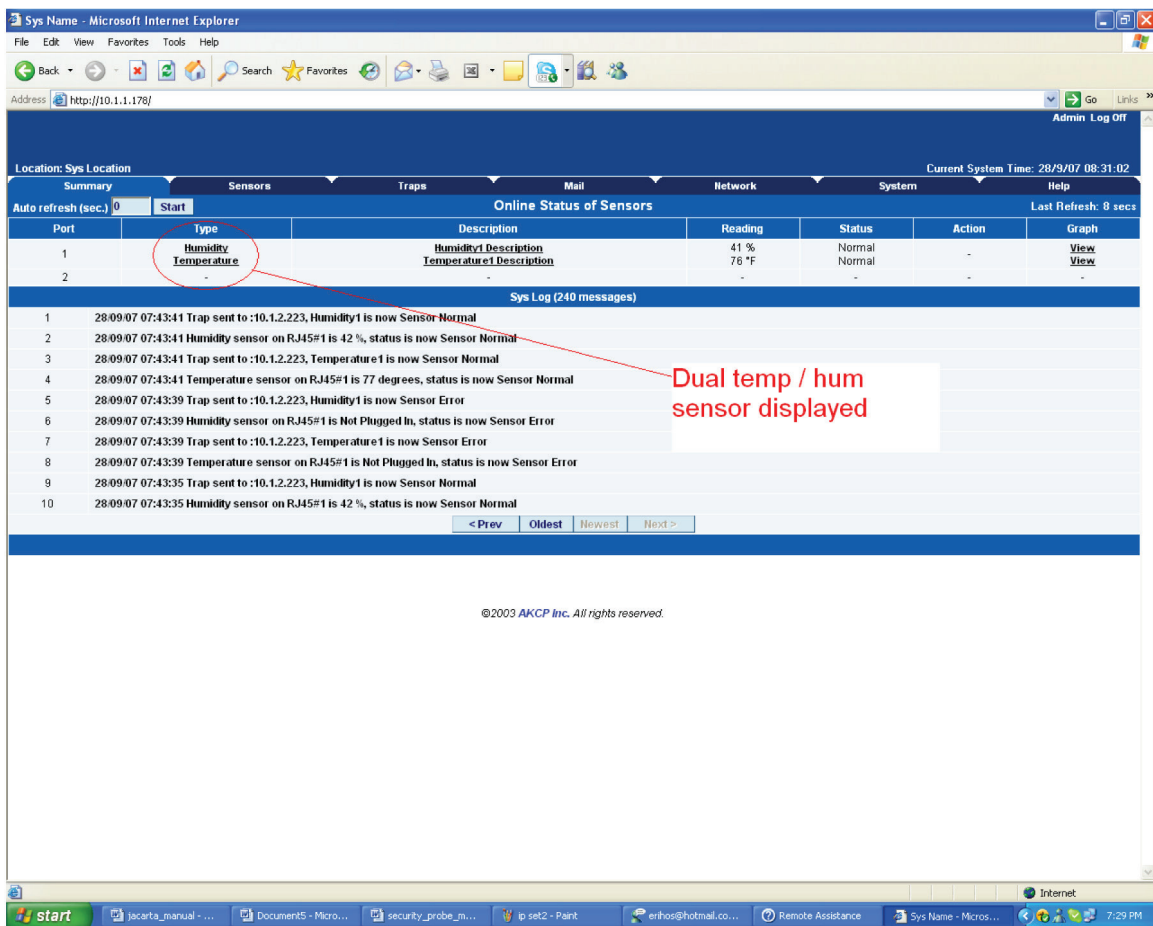 Sys Name - Microsoft Internet Explorer
File Edit View Favorites Tools Help
Back Search Favorites
Address http://10.1.1.178/ Go Links »
Admin Log Off
Location: Sys Location Current System Time: 28/9/07 08:31:02
Summary Sensors Traps Mail Network System Help
Auto refresh (sec.) 0 Start Online Status of Sensors Last Refresh: 8 secs
Port Type Description Reading Status Action Graph
1 Humidity Humidity1 Description 41 % Normal - View
Temperature Temperature1 Description 76 °F Normal View
2 - - - - - -
Sys Log (240 messages)
1 28/09/07 07:43:41 Trap sent to :10.1.2.223, Humidity1 is now Sensor Normal
2 28/09/07 07:43:41 Humidity sensor on RJ45#1 is 42 %, status is now Sensor Normal
3 28/09/07 07:43:41 Trap sent to :10.1.2.223, Temperature1 is now Sensor Normal
4 28/09/07 07:43:41 Temperature sensor on RJ45#1 is 77 degrees, status is now Sensor Normal
5 28/09/07 07:43:39 Trap sent to :10.1.2.223, Humidity1 is now Sensor Error
6 28/09/07 07:43:39 Humidity sensor on RJ45#1 is Not Plugged In, status is now Sensor Error
7 28/09/07 07:43:39 Trap sent to :10.1.2.223, Temperature1 is now Sensor Error
8 28/09/07 07:43:39 Temperature sensor on RJ45#1 is Not Plugged In, status is now Sensor Error
9 28/09/07 07:43:35 Trap sent to :10.1.2.223, Humidity1 is now Sensor Normal
10 28/09/07 07:43:35 Humidity sensor on RJ45#1 is 42 %, status is now Sensor Normal
Dual temp / hum
sensor displayed
< Prev Oldest Newest Next >
©2003 AKCP Inc. All rights reserved.
Internet
start jacarta_manual - ... Document5 - Micro... security_probe_m... ip set2 - Paint erihos@hotmail.co... Remote Assistance Sys Name - Micros... 7:29 PM